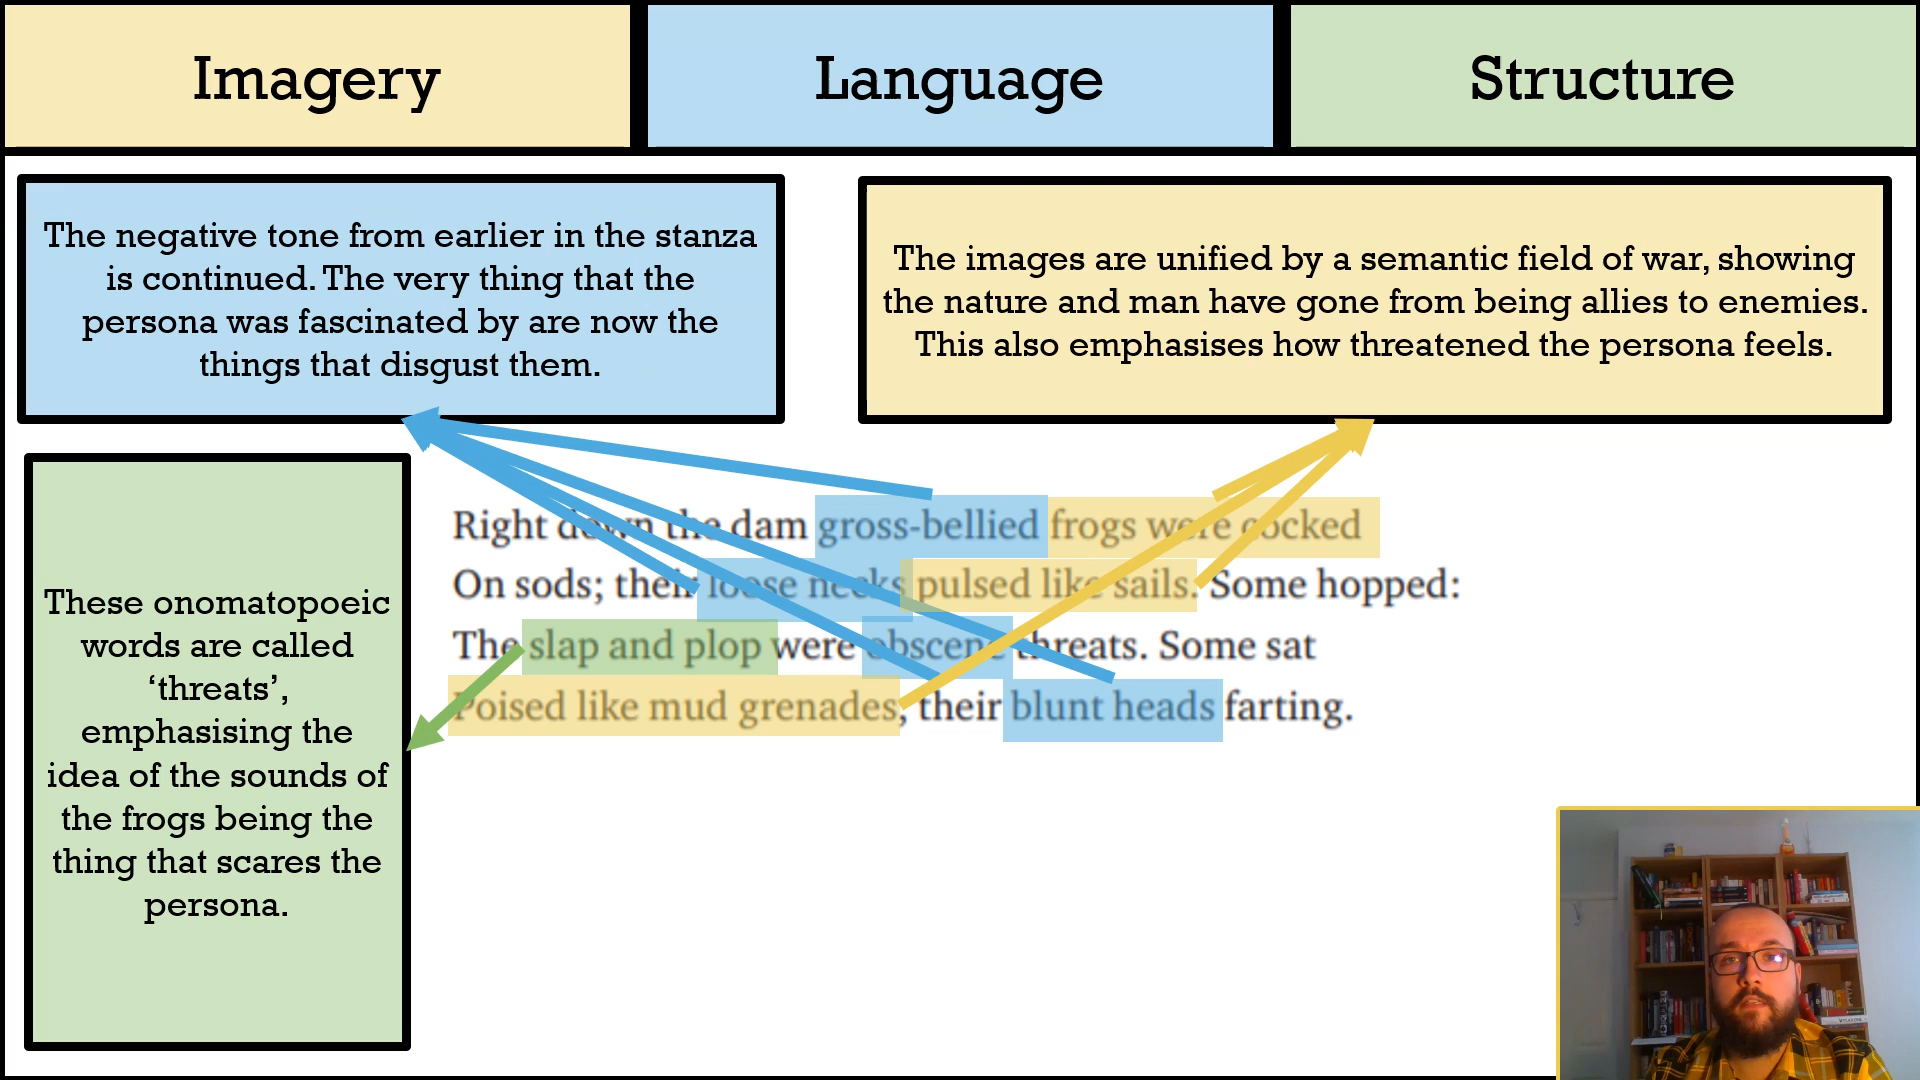 Imagery
Language
Structure
The negative tone from earlier in the stanza
is continued. The very thing that the
persona was fascinated by are now the
things that disgust them.
The images are unified by a semantic field of war, showing
the nature and man have gone from being allies to enemies.
This also emphasises how threatened the persona feels.
These onomatopoeic
words are called
‘threats’,
emphasising the
idea of the sounds of
the frogs being the
thing that scares the
persona.
Right down the dam gross-bellied frogs were cocked
On sods; their loose necks pulsed like sails. Some hopped:
The slap and plop were obscene threats. Some sat
Poised like mud grenades, their blunt heads farting.